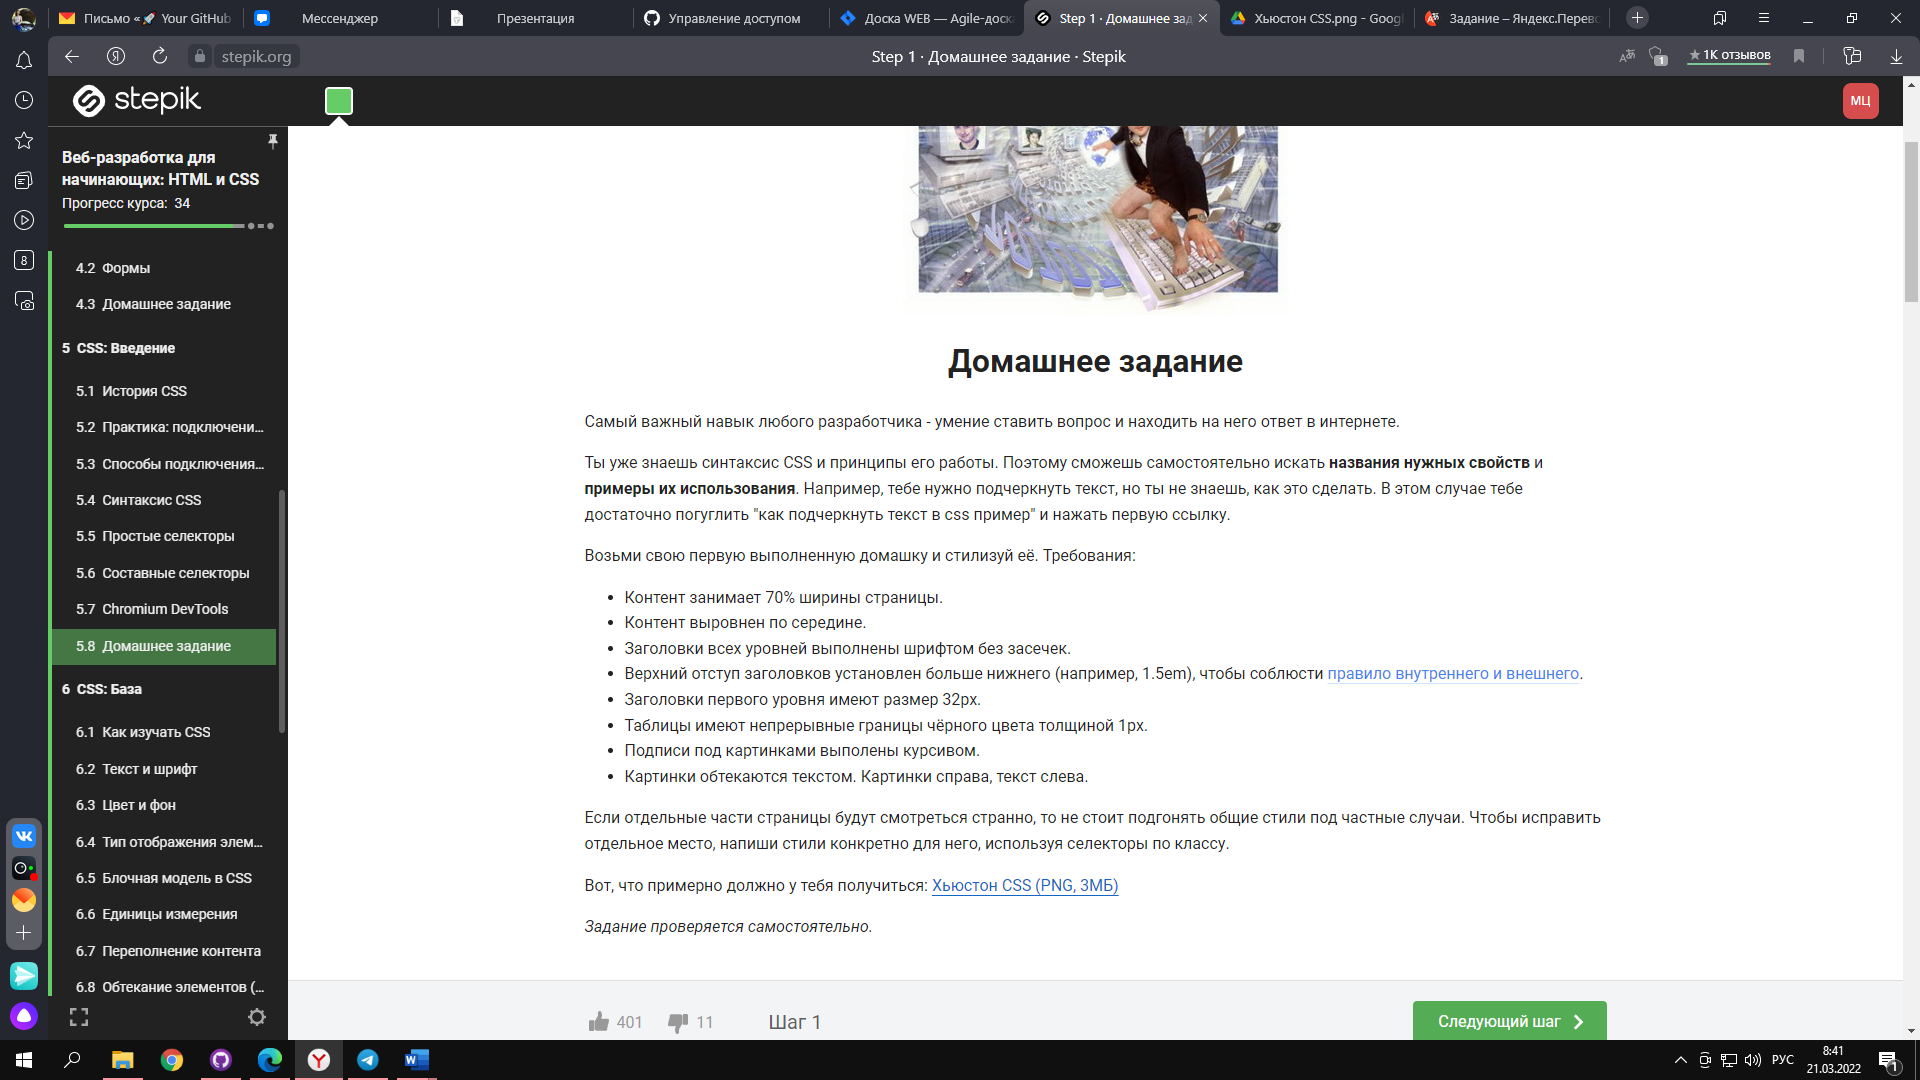 Письмо « 🚀 Your GitHub
Мессенджер
Презентация
Управление доступом
Доска WEB — Agile-доск
Step 1 · Домашнее зад
Хьюстон CSS.png - Googl
Задание – Яндекс.Перево
stepik.org
Step 1 · Домашнее задание · Stepik
1К отзывов
1
stepik
МЦ
Веб-разработка для
начинающих: HTML и CSS
Прогресс курса: 34
4.2 Формы
4.3 Домашнее задание
5 CSS: Введение
5.1 История CSS
5.2 Практика: подключени...
5.3 Способы подключения...
5.4 Синтаксис CSS
5.5 Простые селекторы
5.6 Составные селекторы
5.7 Chromium DevTools
5.8 Домашнее задание
6 CSS: База
6.1 Как изучать CSS
6.2 Текст и шрифт
6.3 Цвет и фон
6.4 Тип отображения элем...
6.5 Блочная модель в CSS
6.6 Единицы измерения
6.7 Переполнение контента
6.8 Обтекание элементов (...
8
Домашнее задание
Самый важный навык любого разработчика - умение ставить вопрос и находить на него ответ в интернете.
Ты уже знаешь синтаксис CSS и принципы его работы. Поэтому сможешь самостоятельно искать названия нужных свойств и
примеры их использования. Например, тебе нужно подчеркнуть текст, но ты не знаешь, как это сделать. В этом случае тебе
достаточно погуглить "как подчеркнуть текст в css пример" и нажать первую ссылку.
Возьми свою первую выполненную домашку и стилизуй её. Требования:
• Контент занимает 70% ширины страницы.
• Контент выровнен по середине.
• Заголовки всех уровней выполнены шрифтом без засечек.
• Верхний отступ заголовков установлен больше нижнего (например, 1.5em), чтобы соблюсти правило внутреннего и внешнего.
• Заголовки первого уровня имеют размер 32px.
• Таблицы имеют непрерывные границы чёрного цвета толщиной 1px.
• Подписи под картинками выполены курсивом.
• Картинки обтекаются текстом. Картинки справа, текст слева.
Если отдельные части страницы будут смотреться странно, то не стоит подгонять общие стили под частные случаи. Чтобы исправить
отдельное место, напиши стили конкретно для него, используя селекторы по классу.
Вот, что примерно должно у тебя получиться: Хьюстон CSS (PNG, 3МБ)
Задание проверяется самостоятельно.
401
11
Шаг 1
Следующий шаг
РУС
8:41
21.03.2022
1